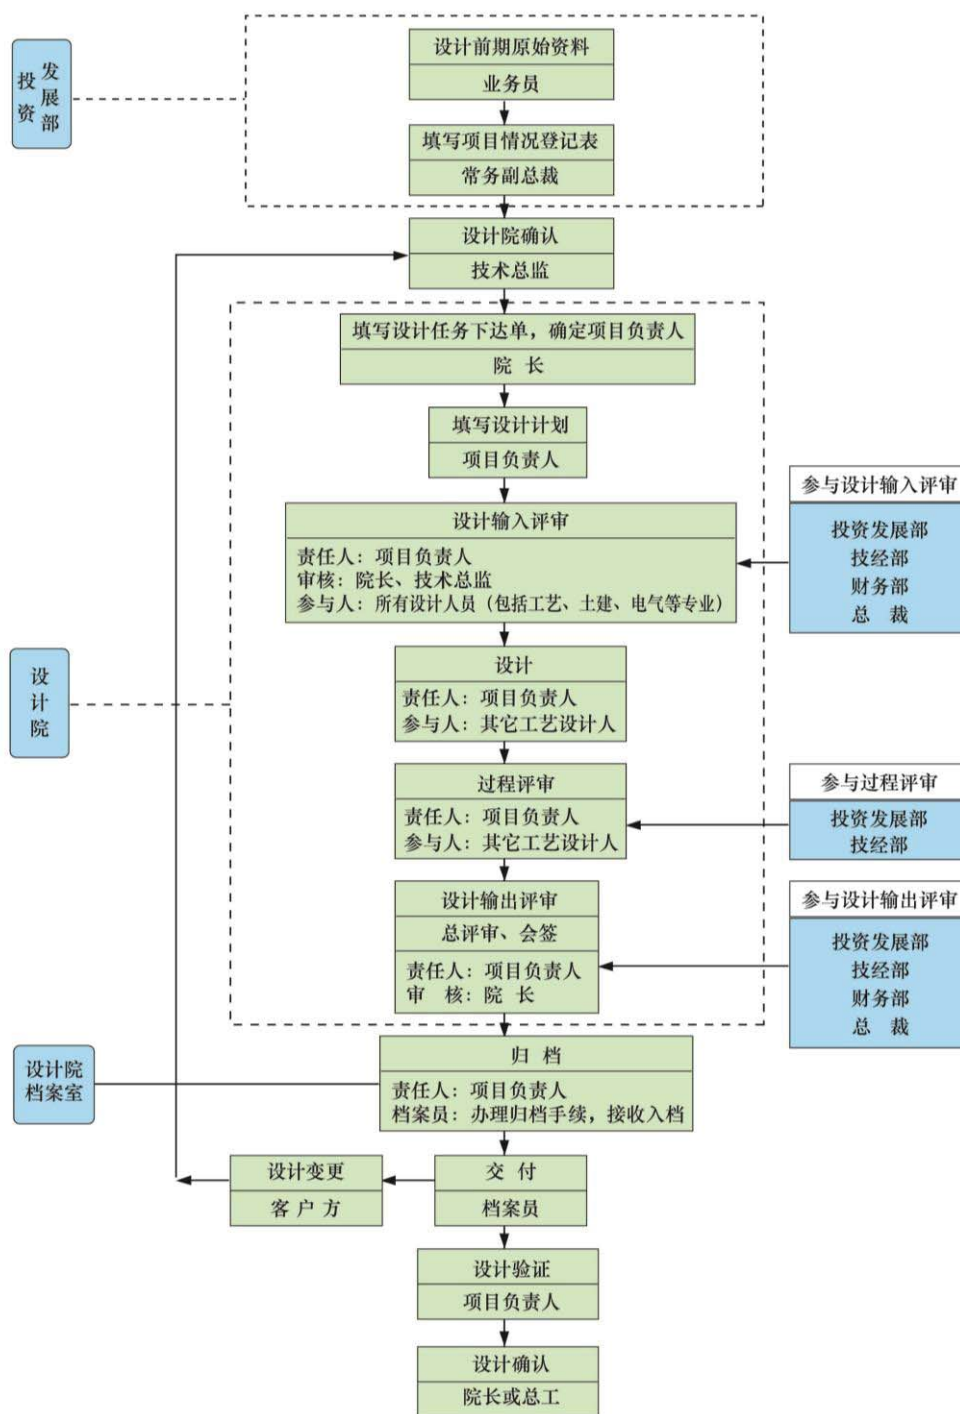 设计前期原始资料
业务员
投资
发展部
填写项目情况登记表
常务副总裁
设计院确认
技术总监
填写设计任务下达单，确定项目负责人
院 长
填写设计计划
项目负责人
参与设计输入评审
投资发展部
技经部
财务部
总 裁
设计输入评审
责任人：项目负责人
审核：院长、技术总监
参与人：所有设计人员（包括工艺、土建、电气等专业）
设计院
设计
责任人：项目负责人
参与人：其它工艺设计人
过程评审
责任人：项目负责人
参与人：其它工艺设计人
参与过程评审
投资发展部
技经部
设计输出评审
总评审、会签
责任人：项目负责人
审 核：院 长
参与设计输出评审
投资发展部
技经部
财务部
总 裁
设计院
档案室
归 档
责任人：项目负责人
档案员：办理归档手续，接收入档
设计变更
客 户 方
交 付
档案员
设计验证
项目负责人
设计确认
院长或总工